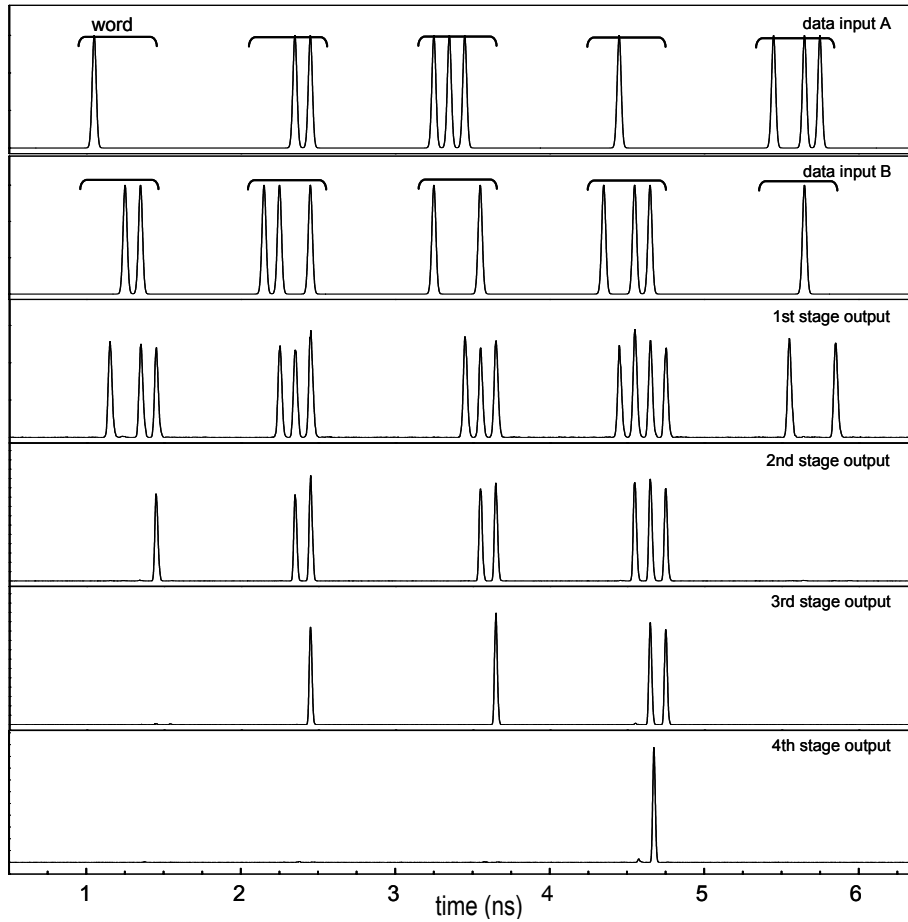 word
data input A
data input B
1st stage output
2nd stage output
3rd stage output
4th stage output
1 2 3 4 5 6
time (ns)